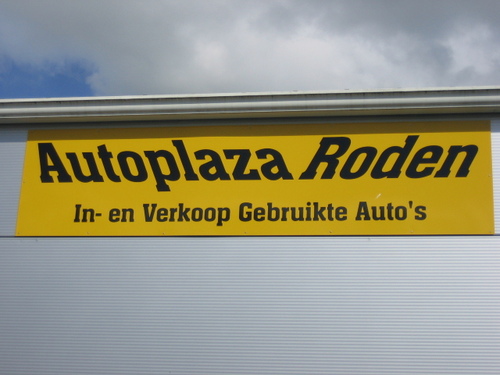 Autoplaza Roden
In- en Verkoop Gebruikte Auto's